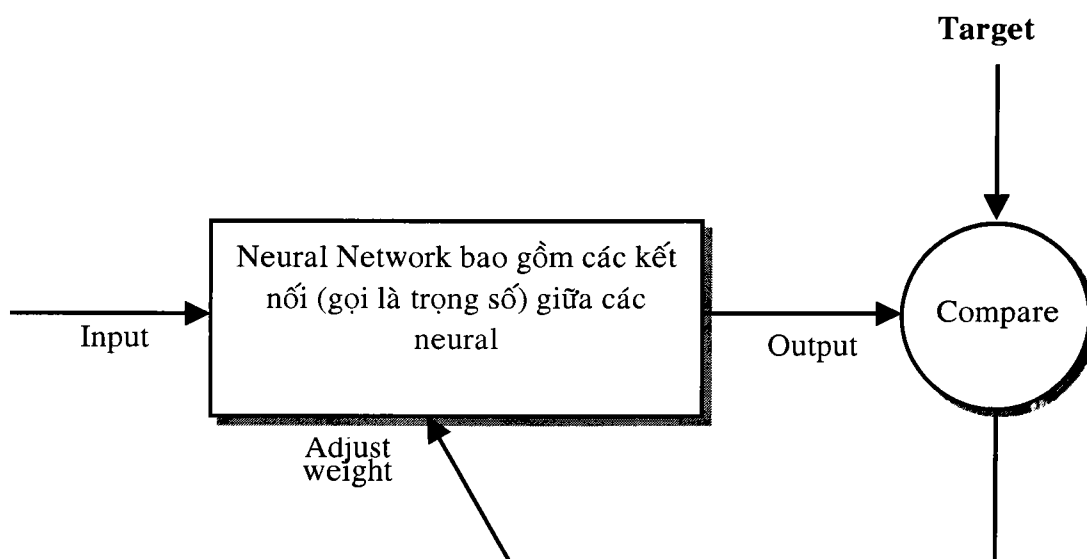 Target
Neural Network bao gồm các kết
nối (gọi là trọng số) giữa các
neural
Compare
Input
Output
Adjust
weight